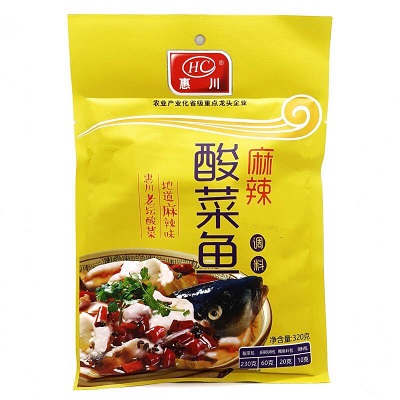 HC
惠川
农业产业化省级重点龙头企业
麻辣
酸菜鱼
调料
地道麻辣味
惠川老坛酸菜
净含量:320克
230克 60克 20克 10克